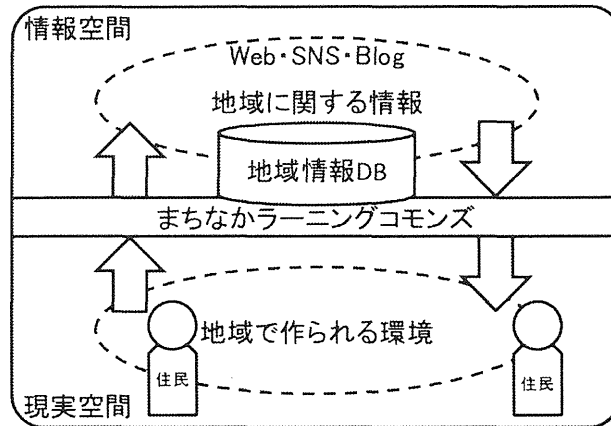 情報空間
Web・SNS・Blog
地域に関する情報
地域情報DB
まちなかラーニングコモンズ
地域で作られる環境
住民
住民
現実空間